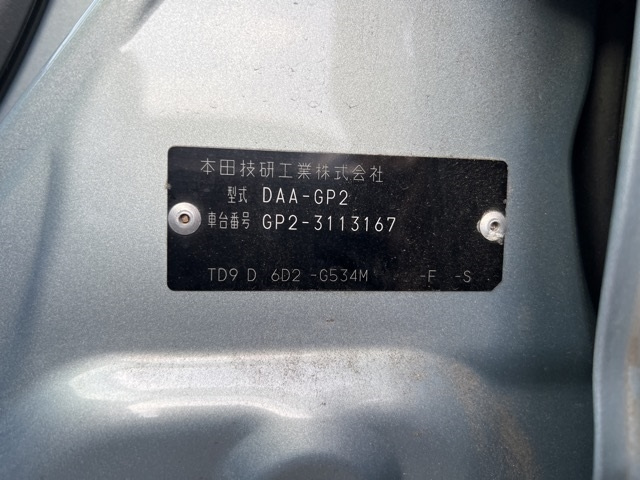 本田技研工業株式会社
型式 DAA-GP2
車台番号 GP2-3113167
TD9 D 6D2 -G534M -F -S